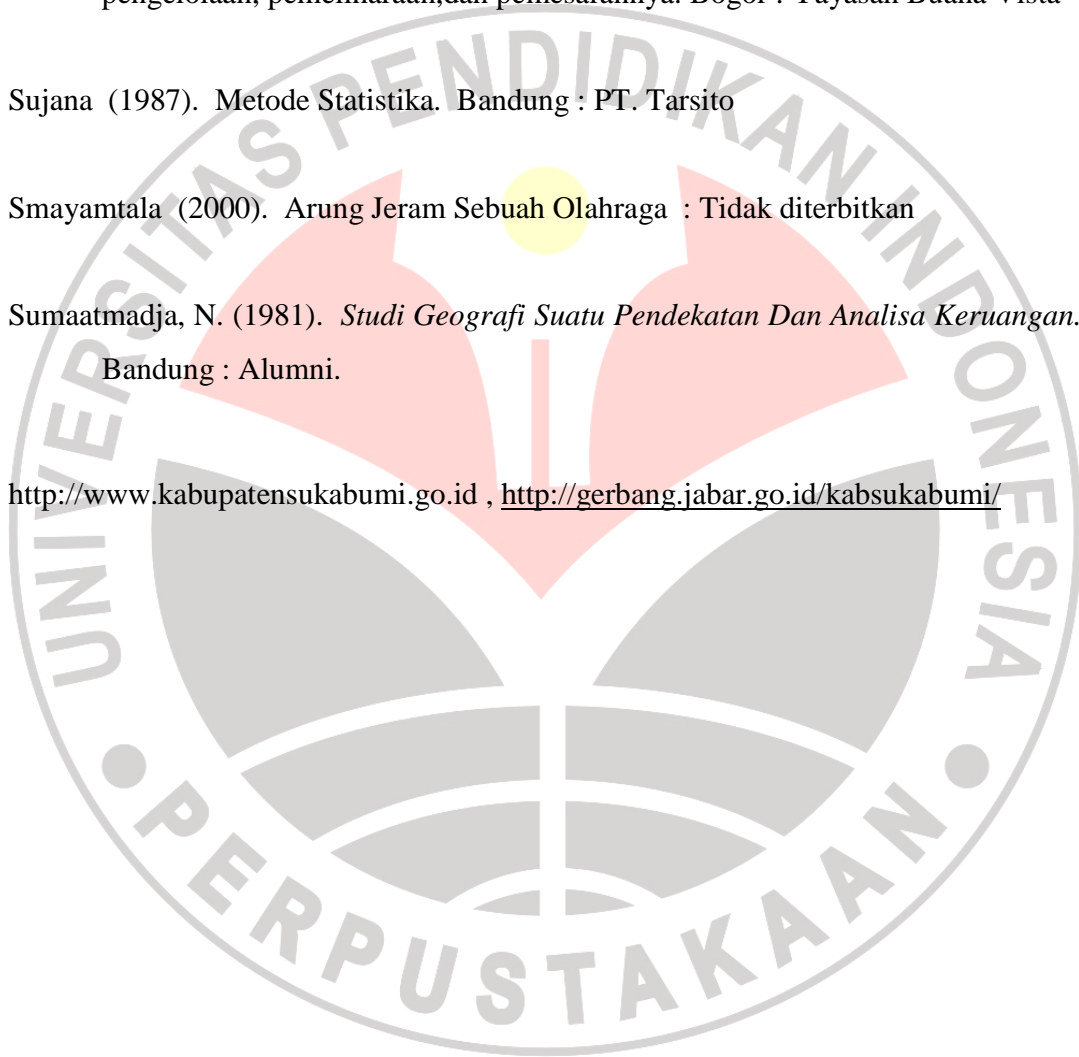 pengelolaan, pemeliharaan,dan pemesarannya. Bogor : Yayasan Buana Vista
Sujana (1987). Metode Statistika. Bandung : PT. Tarsito
Smayamtala (2000). Arung Jeram Sebuah Olahraga : Tidak diterbitkan
Sumaatmadja, N. (1981). Studi Geografi Suatu Pendekatan Dan Analisa Keruangan.
Bandung : Alumni.
http://www.kabupatensukabumi.go.id , http://gerbang.jabar.go.id/kabsukabumi/
UNIVERSITAS PENDIDIKAN INDONESIA
PERPUSTAKAAN